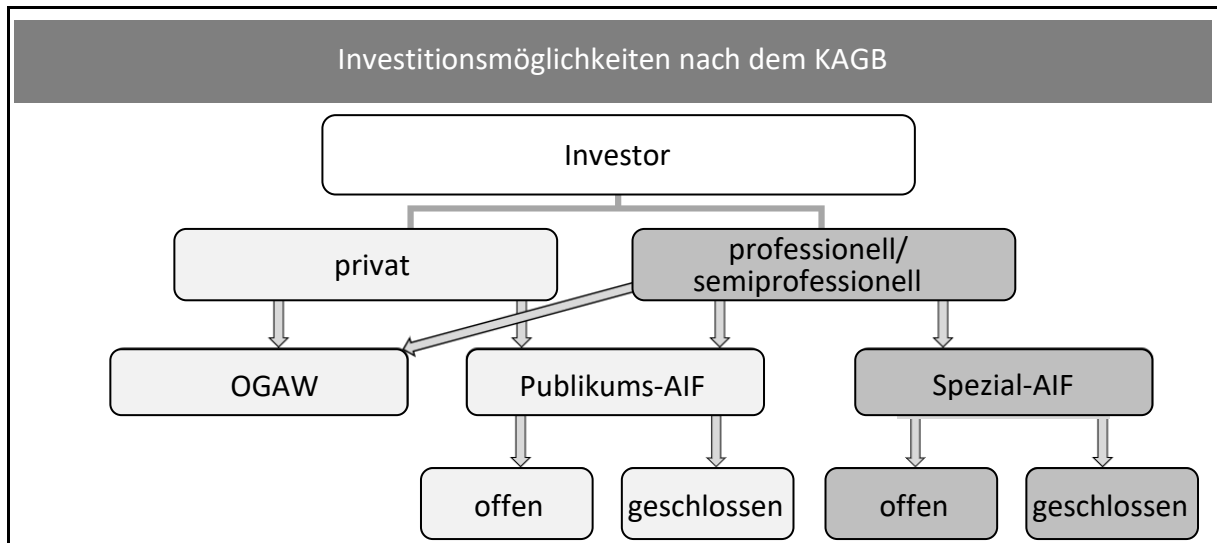 Investitionsmöglichkeiten nach dem KAGB
Investor
privat
professionell/
semiprofessionell
OGAW
Publikums-AIF
Spezial-AIF
offen
geschlossen
offen
geschlossen